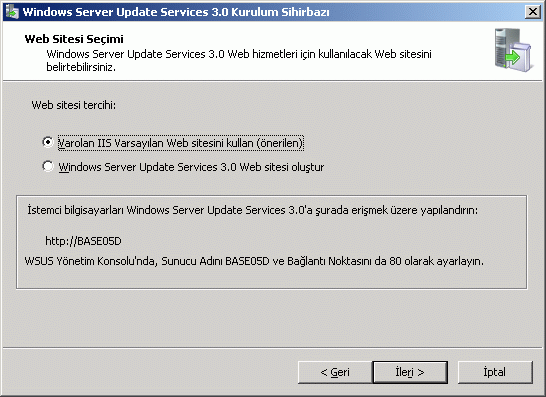 Windows Server Update Services 3.0 Kurulum Sihirbazı
Web Sitesi Seçimi
Windows Server Update Services 3.0 Web hizmetleri için kullanılacak Web sitesini
belirtebilirsiniz.
Web sitesi tercihi:
Varolan IIS Varsayılan Web sitesini kullan (önerilen)
Windows Server Update Services 3.0 Web sitesi oluştur
İstemci bilgisayarları Windows Server Update Services 3.0'a şurada erişmek üzere yapılandırın:
http://BASE05D
WSUS Yönetim Konsolu'nda, Sunucu Adını BASE05D ve Bağlantı Noktasını da 80 olarak ayarlayın.
< Geri İleri > İptal